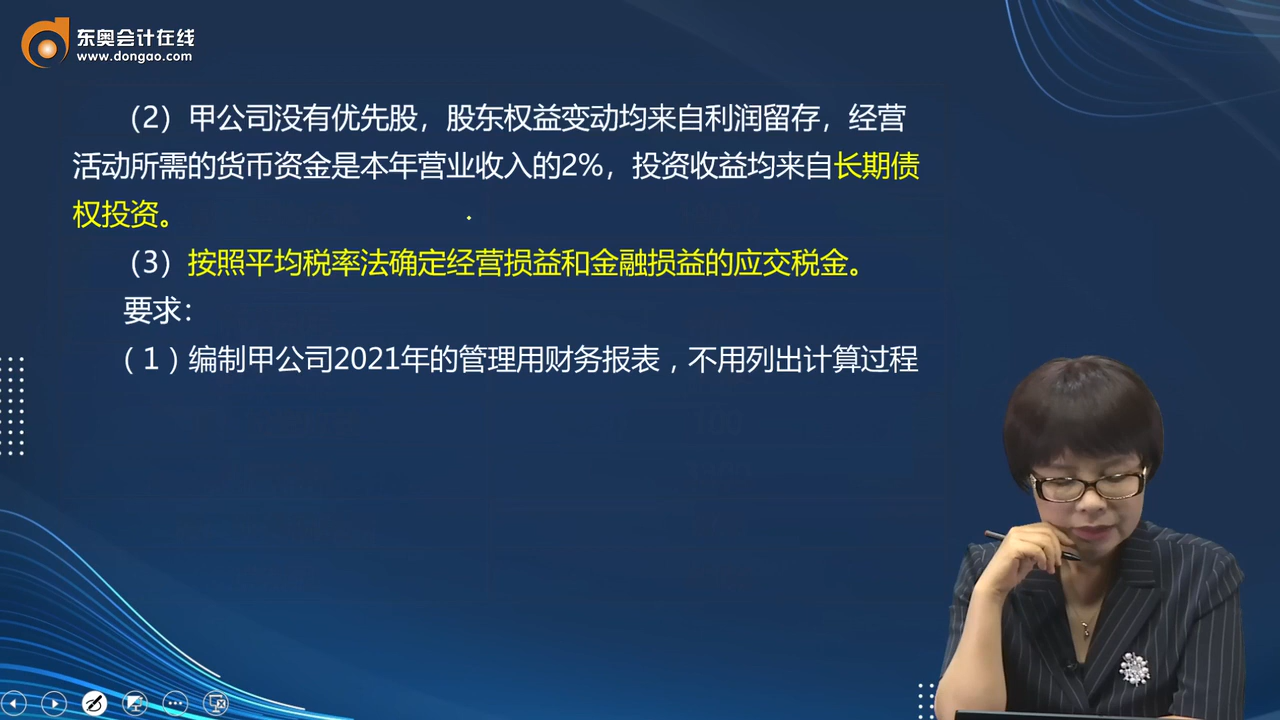 东奥会计在线
www.dongao.com
（2）甲公司没有优先股，股东权益变动均来自利润留存，经营
活动所需的货币资金是本年营业收入的2%，投资收益均来自长期债
权投资。
（3）按照平均税率法确定经营损益和金融损益的应交税金。
要求：
（1）编制甲公司2021年的管理用财务报表，不用列出计算过程